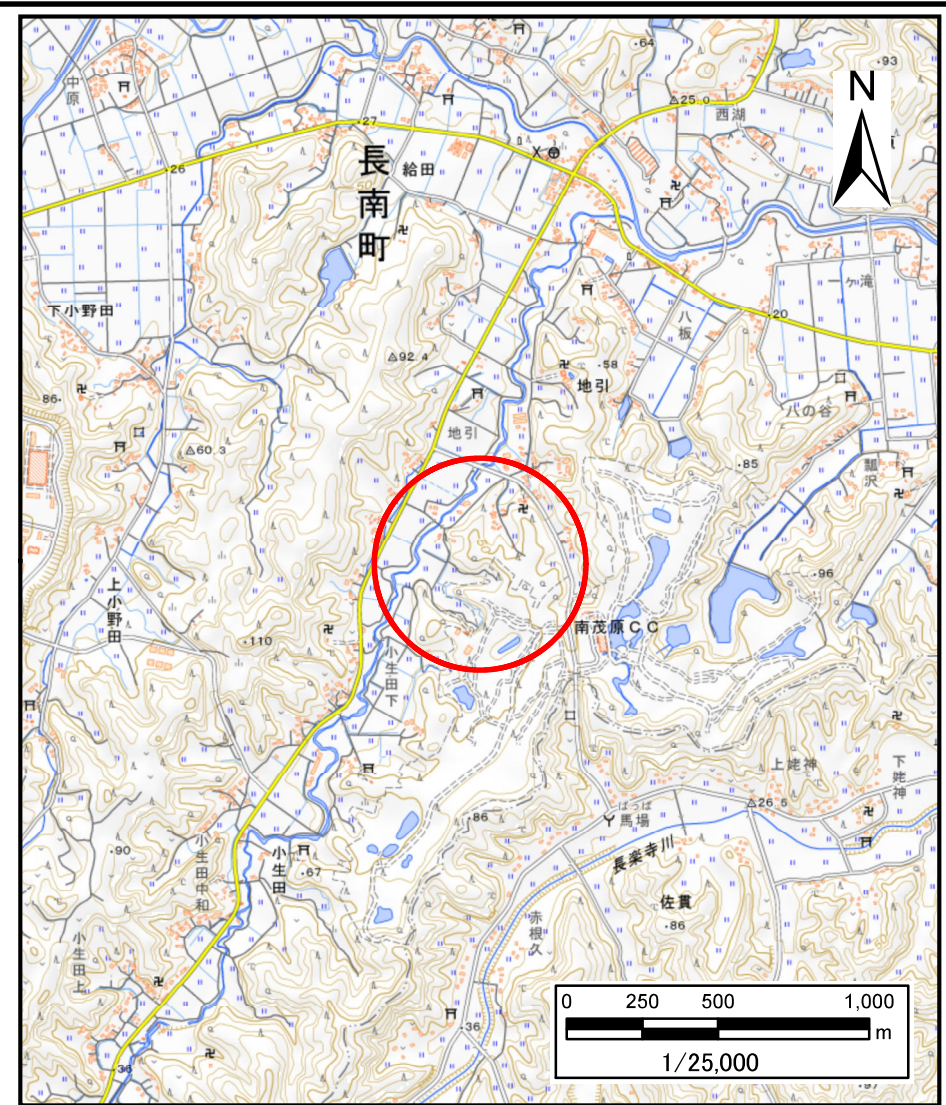 ・64
・93
中原
△25.0
西湖
N
・27
長南町
給田
・26
一ケ滝
下小野田
八板
・20
△92.4
・58
地引
86・
八の谷
地引
△60.3
・85
瓢沢
・96
上小野田
南茂原CC
・110
小生田下
上姥神
下姥神
ばっぱ
馬場
△26.5
・86
長楽寺川
・90
小生田中和
小生田
・67
佐貫
・86
赤根久
小生田上
0 250 500 1,000
m
・36
・36
1/25,000
・97